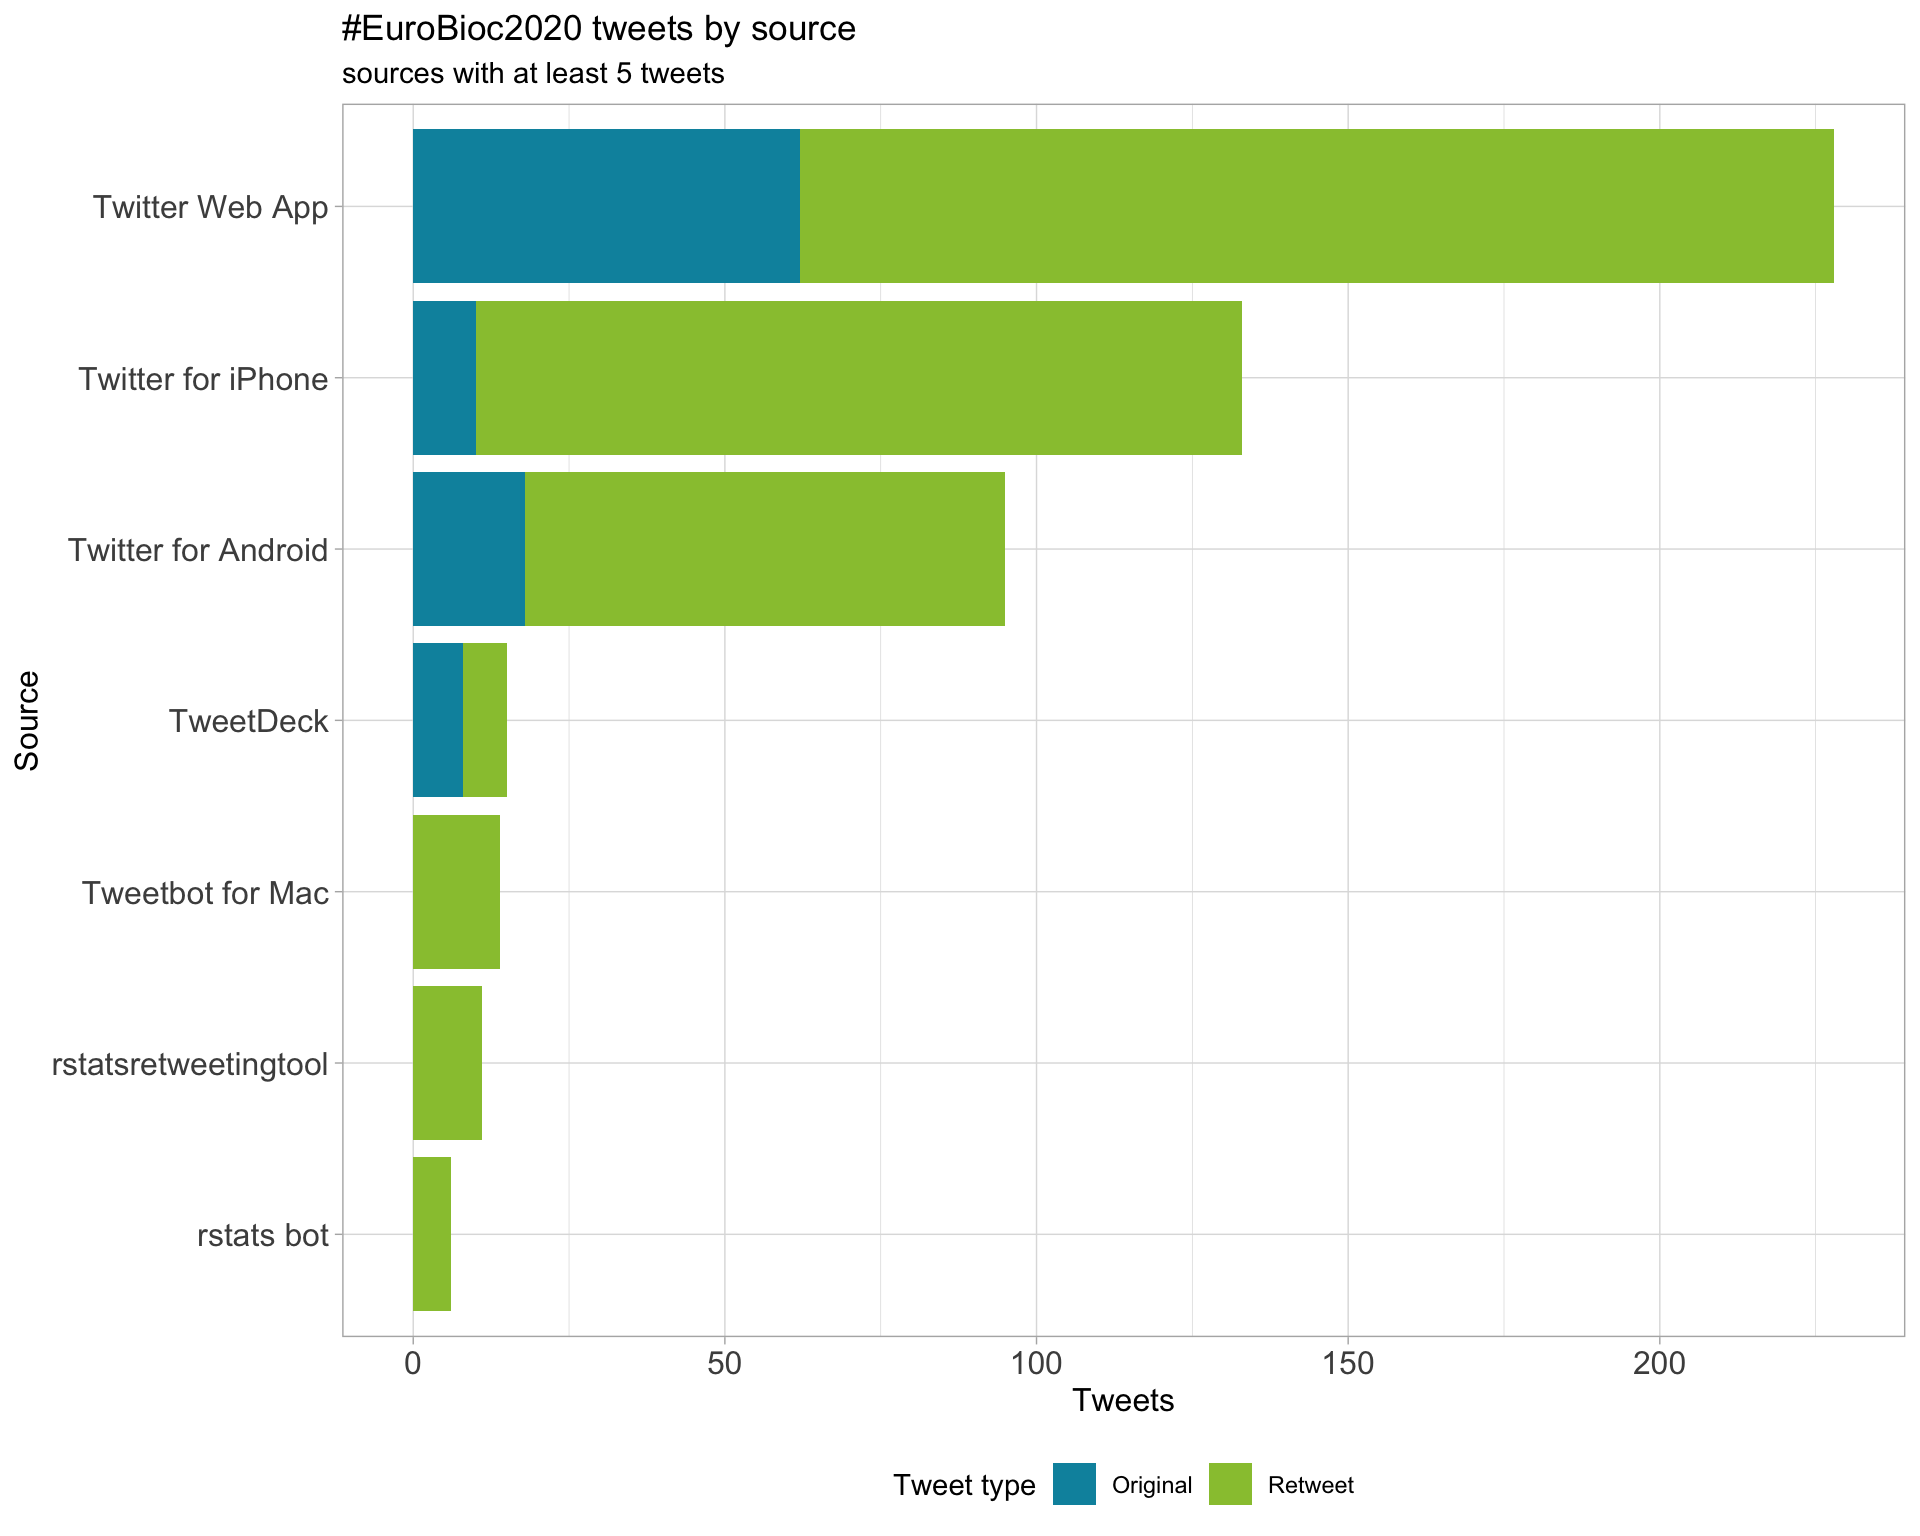 #EuroBioc2020 tweets by source
sources with at least 5 tweets
Source
Twitter Web App
Twitter for iPhone
Twitter for Android
TweetDeck
Tweetbot for Mac
rstatsretweetingtool
rstats bot
0 50 100 150 200
Tweets
Tweet type Original Retweet